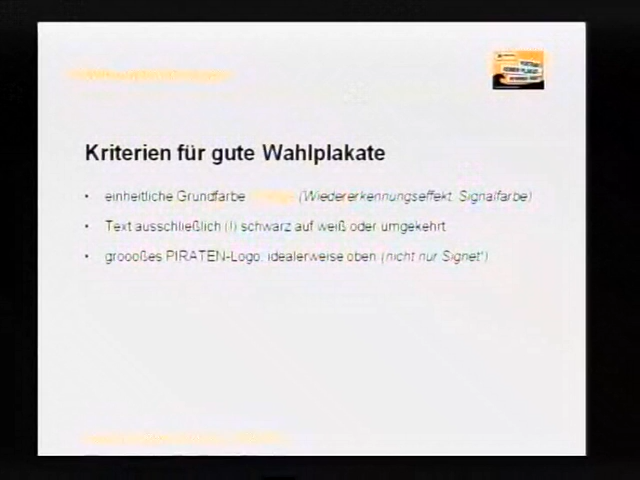 Kriterien für gute Wahlplakate
• einheitliche Grundfarbe (Wiedererkennungseffekt, Signalfarbe)
• Text ausschließlich (!) schwarz auf weiß oder umgekehrt
• groooßes PIRATEN-Logo, idealerweise oben (nicht nur Signet*)